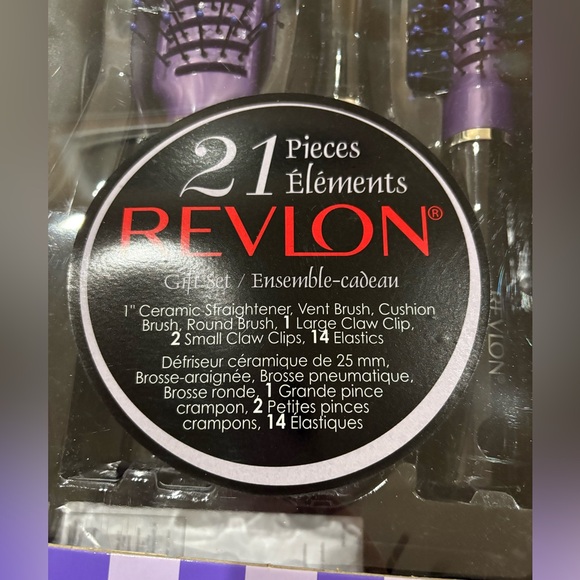 21 Pieces
Éléments
REVLON®
Gift Set / Ensemble-cadeau
1" Ceramic Straightener, Vent Brush, Cushion
Brush, Round Brush, 1 Large Claw Clip,
2 Small Claw Clips, 14 Elastics
Défriseur céramique de 25 mm,
Brosse-araignée, Brosse pneumatique,
Brosse ronde, 1 Grande pince
crampon, 2 Petites pinces
crampons, 14 Élastiques
REVLON